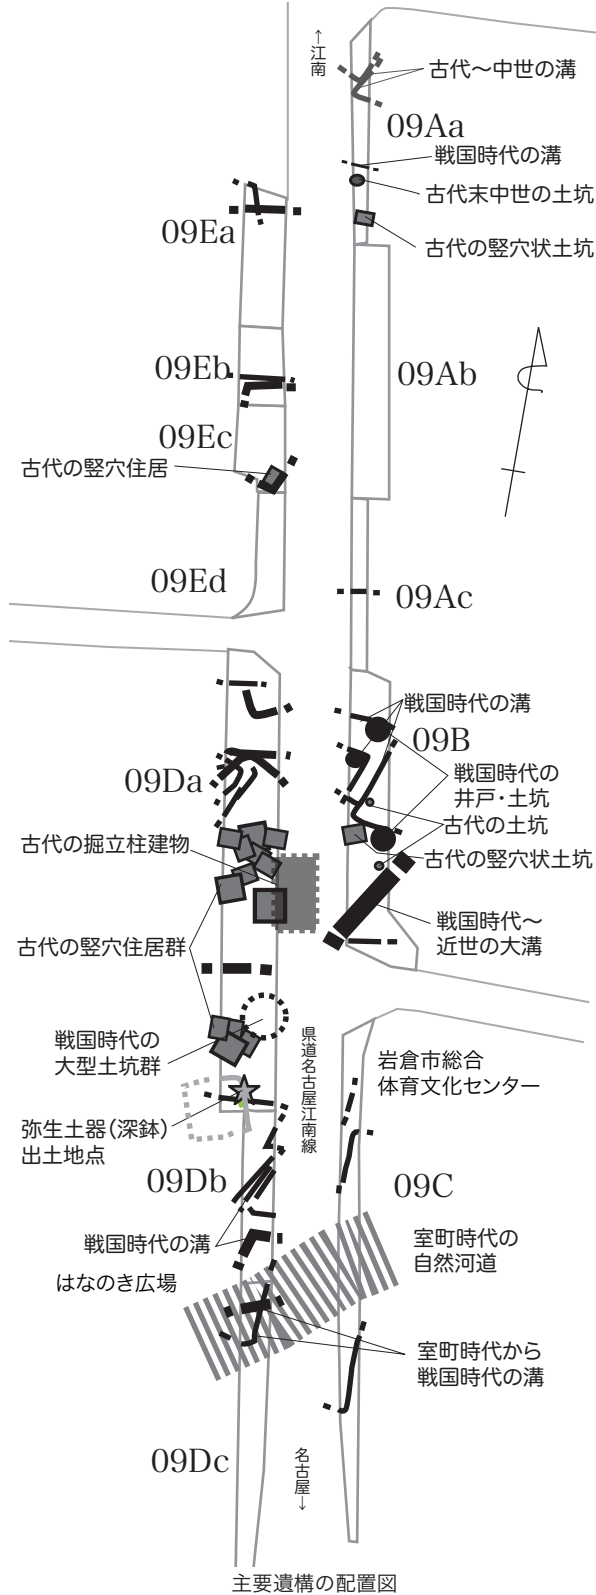 ↑江南
古代～中世の溝
09Aa
戦国時代の溝
古代末中世の土坑
古代の竪穴状土坑
09Ea
09Eb
09Ab
09Ec
古代の竪穴住居
09Ed
09Ac
戦国時代の溝
09B
戦国時代の
井戸・土坑
09Da
古代の土坑
古代の掘立柱建物
古代の竪穴状土坑
戦国時代～
近世の大溝
古代の竪穴住居群
戦国時代の
大型土坑群
県道名古屋江南線
岩倉市総合
体育文化センター
弥生土器（深鉢）
出土地点
09Db
09C
戦国時代の溝
室町時代の
自然河道
はなのき広場
室町時代から
戦国時代の溝
09Dc
名古屋→
主要遺構の配置図